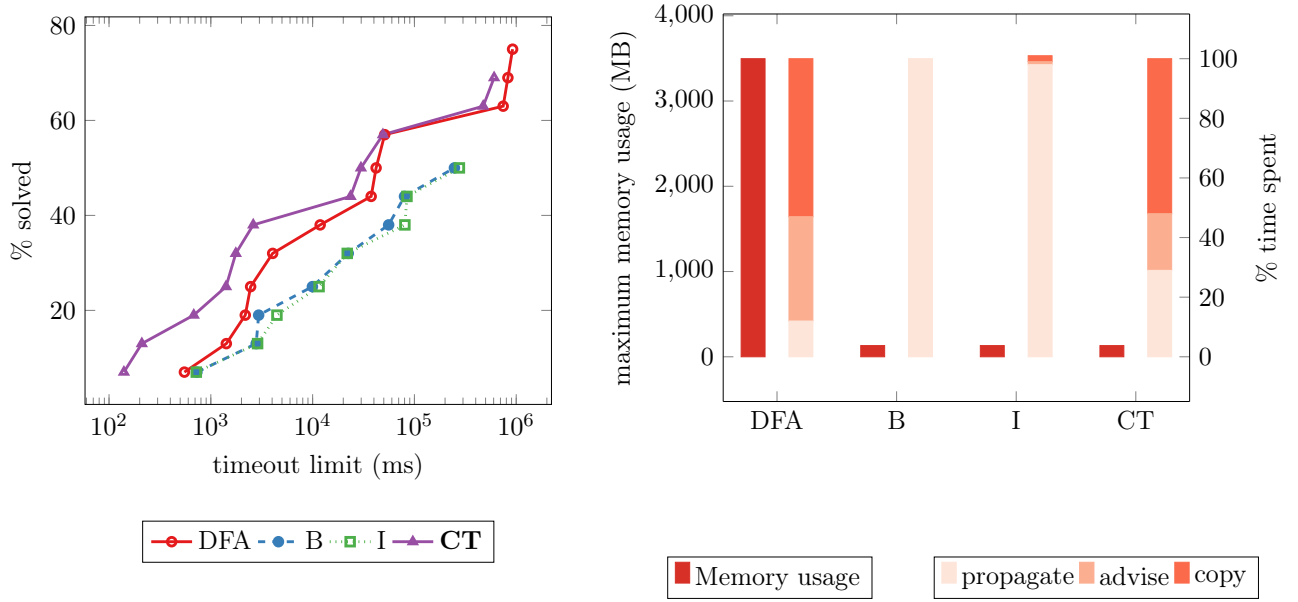 80
60
40
20
% solved
10^2 10^3 10^4 10^5 10^6
timeout limit (ms)
DFA B I CT
4,000
3,000
2,000
1,000
0
maximum memory usage (MB)
100
80
60
40
20
0
% time spent
DFA B I CT
Memory usage
propagate advise copy